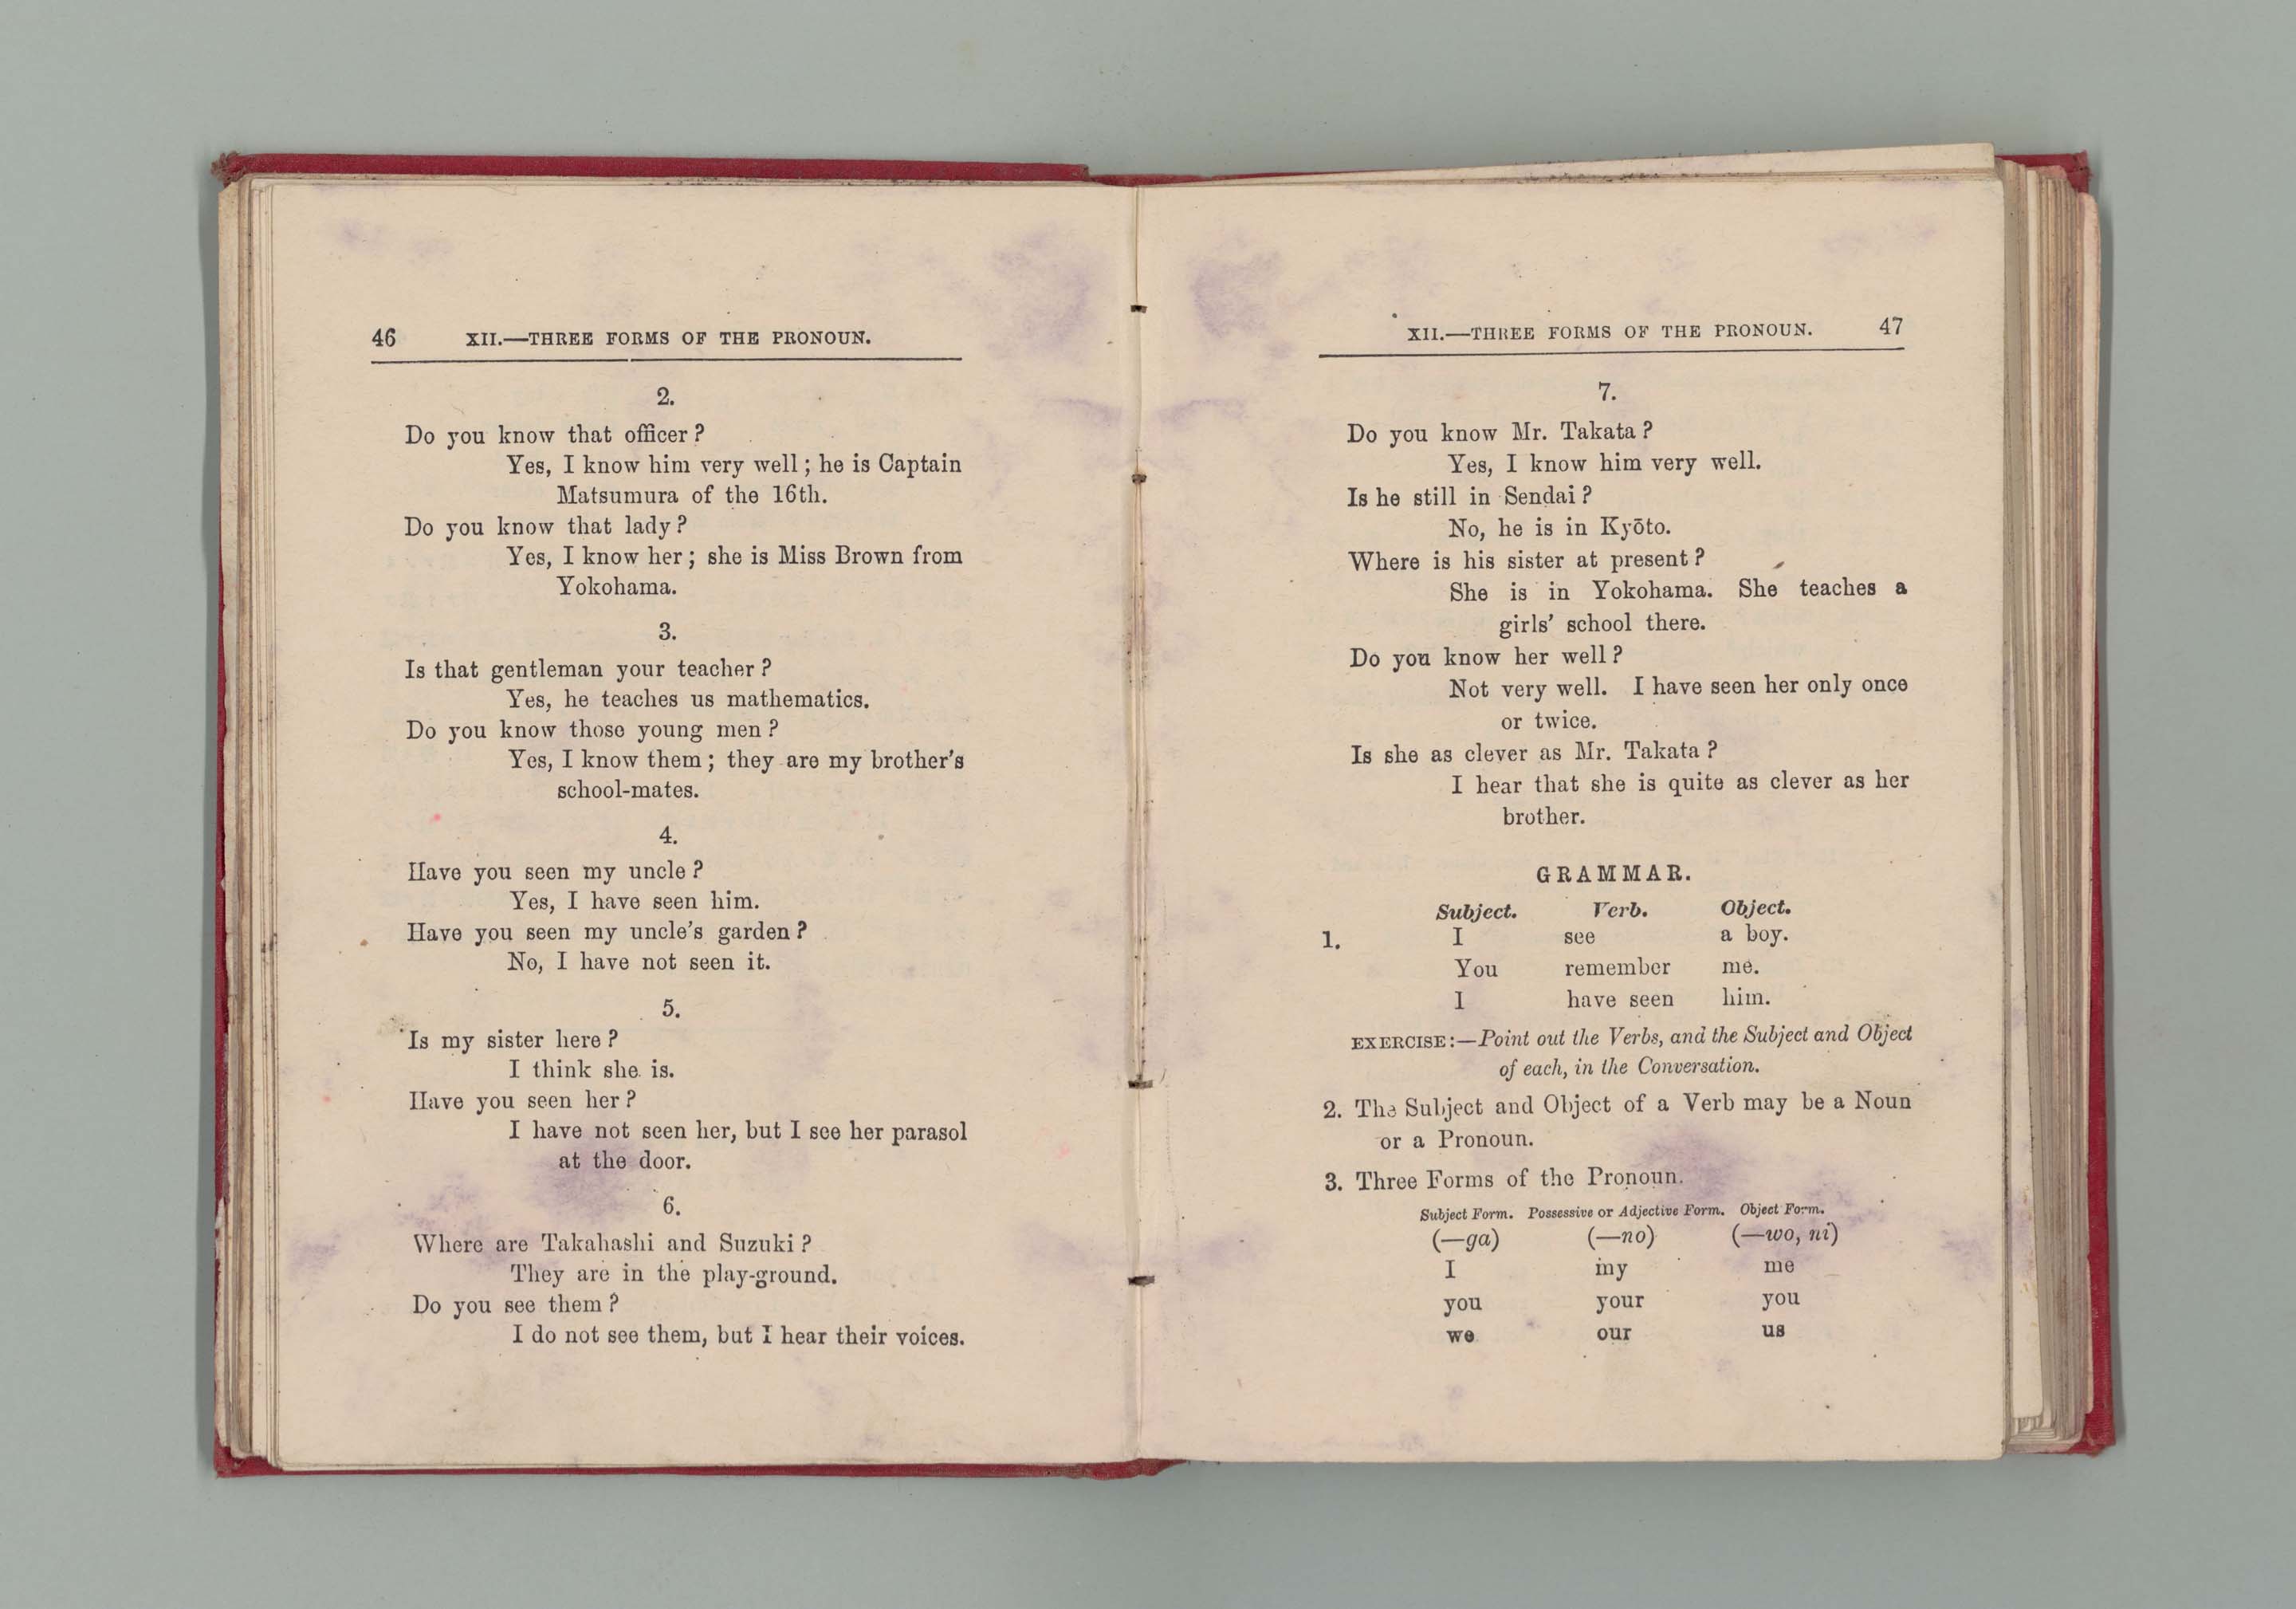 46 XII.—THREE FORMS OF THE PRONOUN.
2.
Do you know that officer?
Yes, I know him very well; he is Captain
Matsumura of the 16th.
Do you know that lady?
Yes, I know her; she is Miss Brown from
Yokohama.
3.
Is that gentleman your teacher?
Yes, he teaches us mathematics.
Do you know those young men?
Yes, I know them; they are my brother's
school-mates.
4.
Have you seen my uncle?
Yes, I have seen him.
Have you seen my uncle's garden?
No, I have not seen it.
5.
Is my sister here?
I think she is.
Have you seen her?
I have not seen her, but I see her parasol
at the door.
6.
Where are Takahashi and Suzuki?
They are in the play-ground.
Do you see them?
I do not see them, but I hear their voices.
XII.—THREE FORMS OF THE PRONOUN. 47
7.
Do you know Mr. Takata?
Yes, I know him very well.
Is he still in Sendai?
No, he is in Kyōto.
Where is his sister at present?
She is in Yokohama. She teaches a
girls' school there.
Do you know her well?
Not very well. I have seen her only once
or twice.
Is she as clever as Mr. Takata?
I hear that she is quite as clever as her
brother.
GRAMMAR.
Subject. Verb. Object.
1. I see a boy.
You remember me.
I have seen him.
EXERCISE:—Point out the Verbs, and the Subject and Object
of each, in the Conversation.
2. The Subject and Object of a Verb may be a Noun
or a Pronoun.
3. Three Forms of the Pronoun.
Subject Form. Possessive or Adjective Form. Object Form.
(—ga) (—no) (—wo, ni)
I my me
you your you
we our us